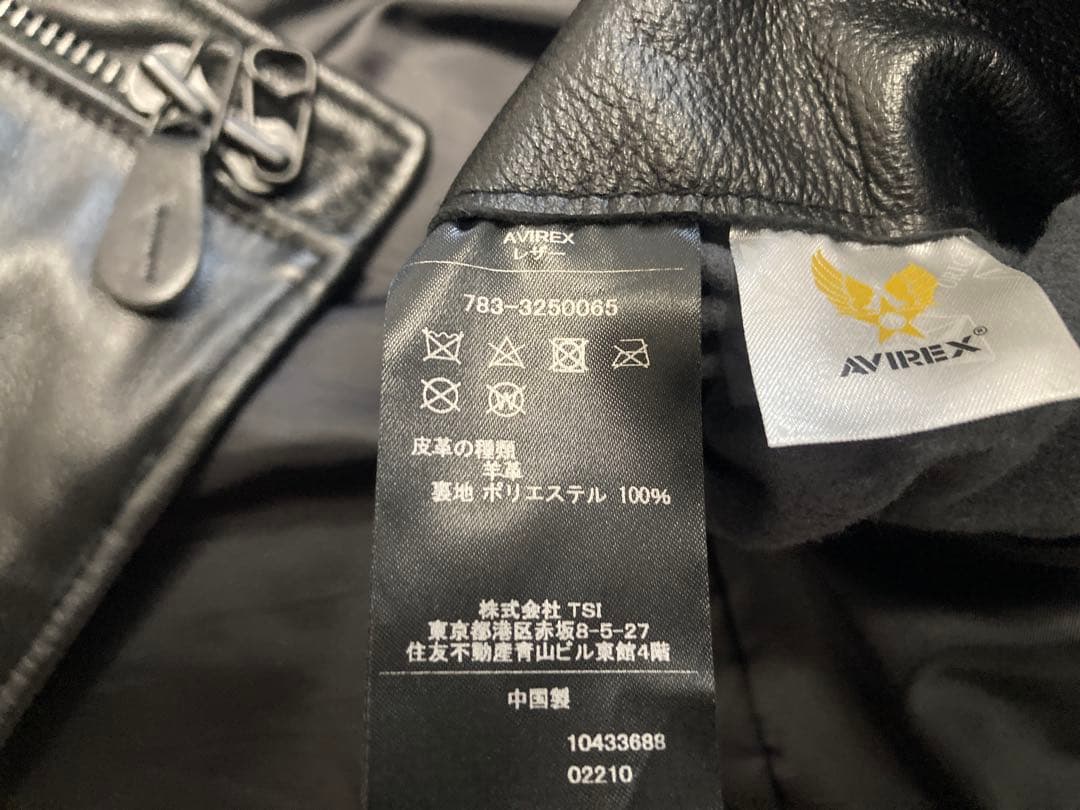 AVIREX
レザー
783-3250065
W
皮革の種類
羊革
裏地 ポリエステル 100%
株式会社 TSI
東京都港区赤坂8-5-27
住友不動産青山ビル東館4階
中国製
10433688
02210
AVIREX®